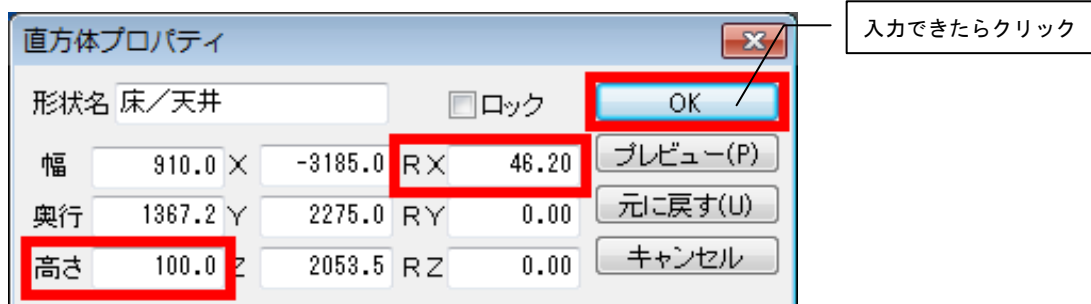 直方体プロパティ
入力できたらクリック
形状名 床／天井 ロック OK
幅 910.0 X -3185.0 RX 46.20 プレビュー(P)
奥行 1367.2 Y 2275.0 RY 0.00 元に戻す(U)
高さ 100.0 Z 2053.5 RZ 0.00 キャンセル